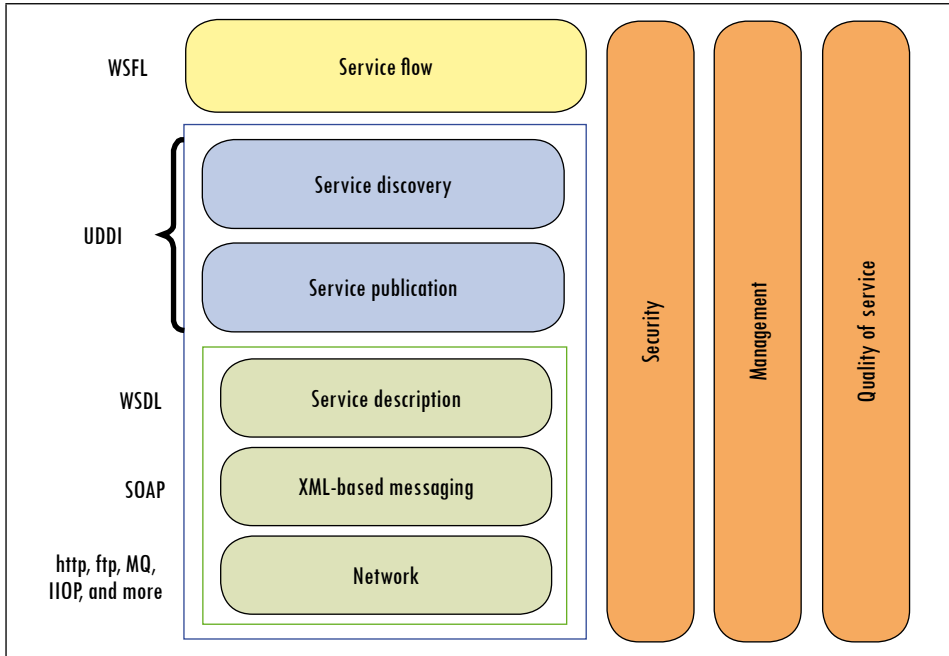 WSFL
Service flow
Service discovery
UDDI
Service publication
WSDL
Service description
SOAP
XML-based messaging
http, ftp, MQ,
IIOP, and more
Network
Security
Management
Quality of service